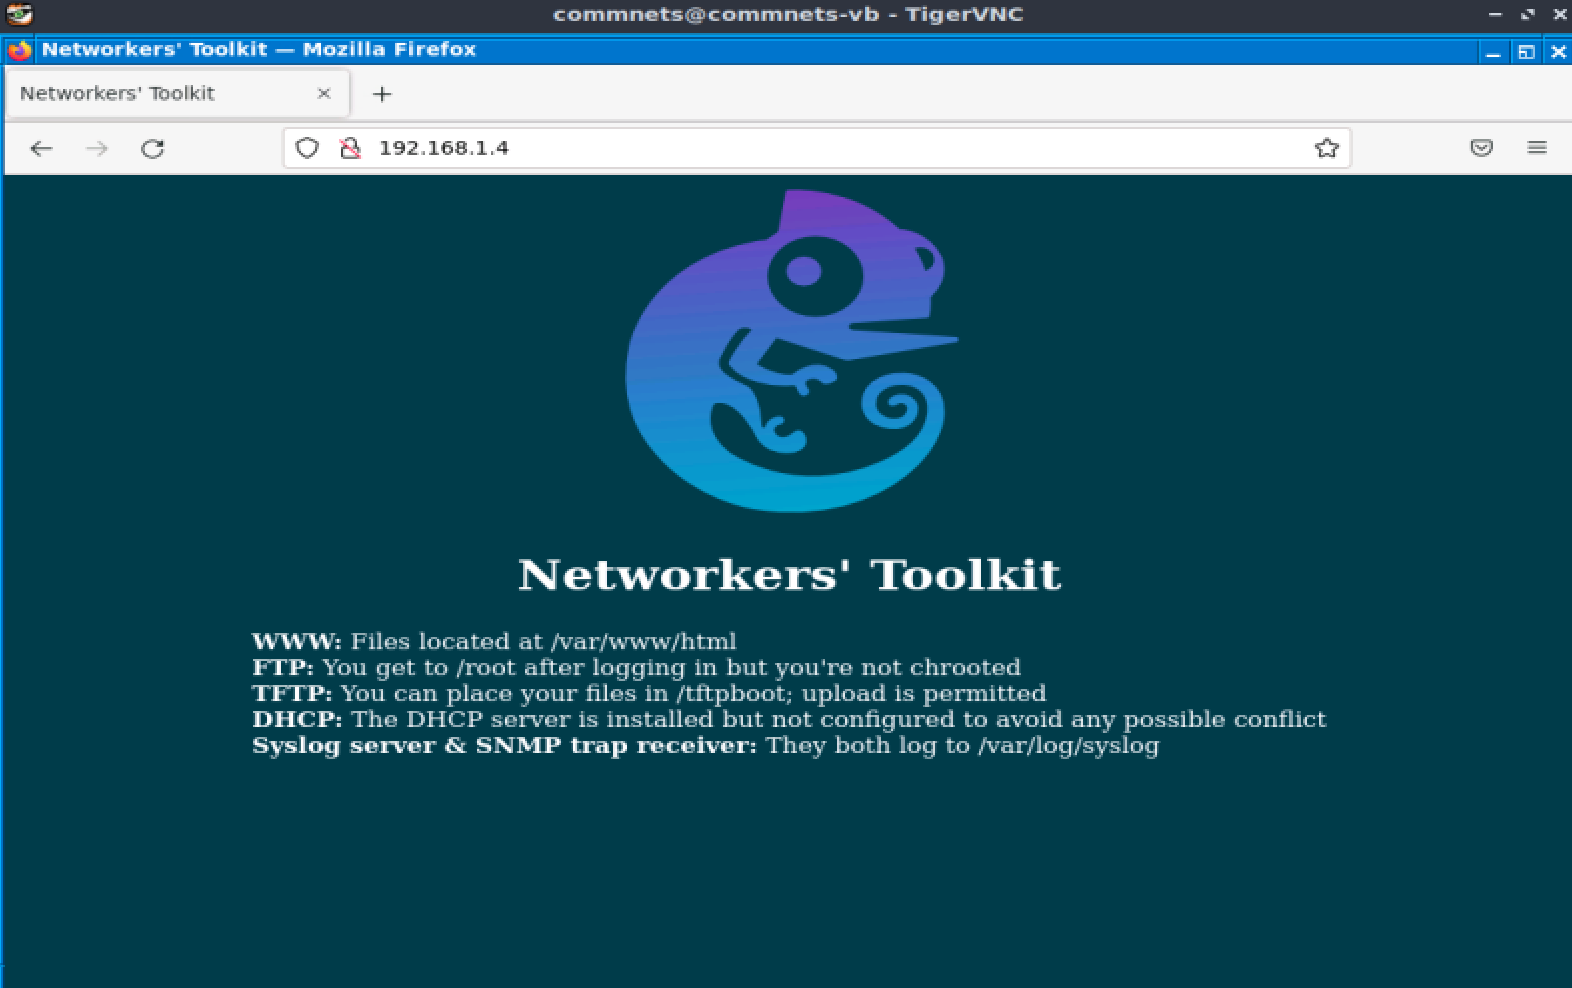 commnets@commnets-vb - TigerVNC
Networkers' Toolkit — Mozilla Firefox
Networkers' Toolkit
192.168.1.4
Networkers' Toolkit
WWW: Files located at /var/www/html
FTP: You get to /root after logging in but you're not chrooted
TFTP: You can place your files in /tftpboot; upload is permitted
DHCP: The DHCP server is installed but not configured to avoid any possible conflict
Syslog server & SNMP trap receiver: They both log to /var/log/syslog